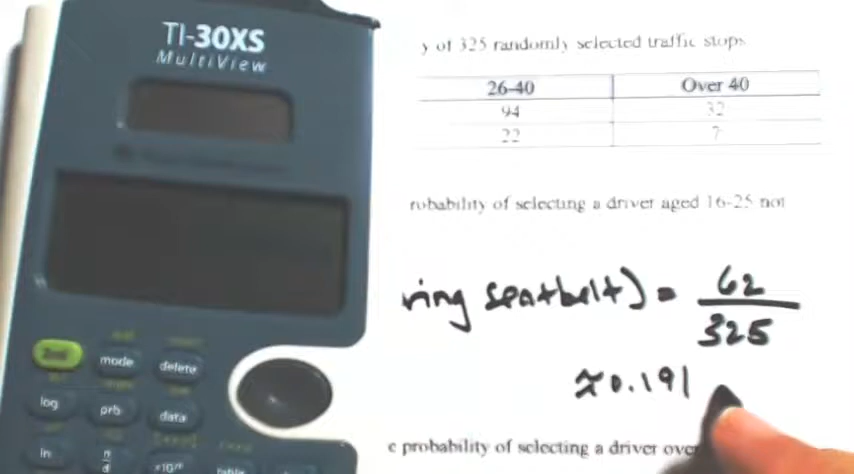 TI-30XS
MultiView
y of 325 randomly selected traffic stops
26-40 Over 40
94 32
22 7
robability of selecting a driver aged 16-25 not
ring seatbelt) = 62
325
≈ 0.191
mode
delete
log
prb
data
ln
n
d
×10ⁿ
table
e probability of selecting a driver ove